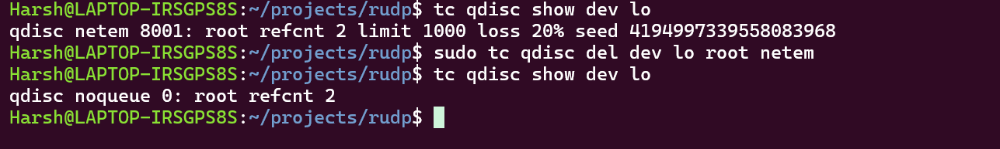 Harsh@LAPTOP-IRSGPS8S:~/projects/rudp$ tc qdisc show dev lo
qdisc netem 8001: root refcnt 2 limit 1000 loss 20% seed 4194997339558083968
Harsh@LAPTOP-IRSGPS8S:~/projects/rudp$ sudo tc qdisc del dev lo root netem
Harsh@LAPTOP-IRSGPS8S:~/projects/rudp$ tc qdisc show dev lo
qdisc noqueue 0: root refcnt 2
Harsh@LAPTOP-IRSGPS8S:~/projects/rudp$